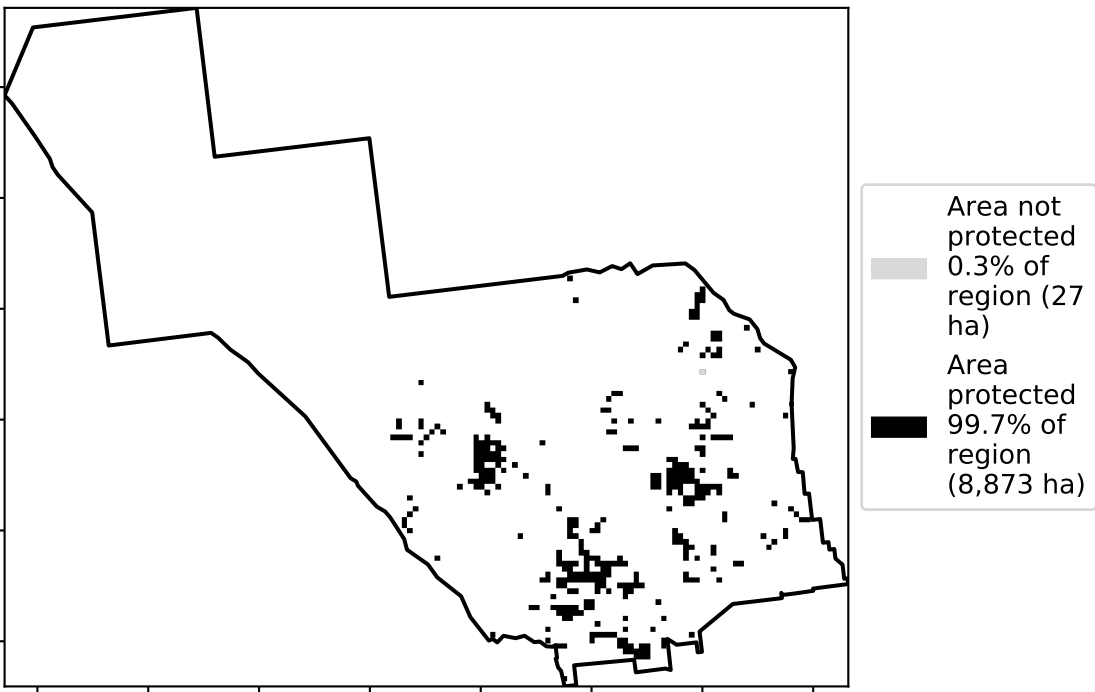 Area not
protected
0.3% of
region (27
ha)
Area
protected
99.7% of
region
(8,873 ha)